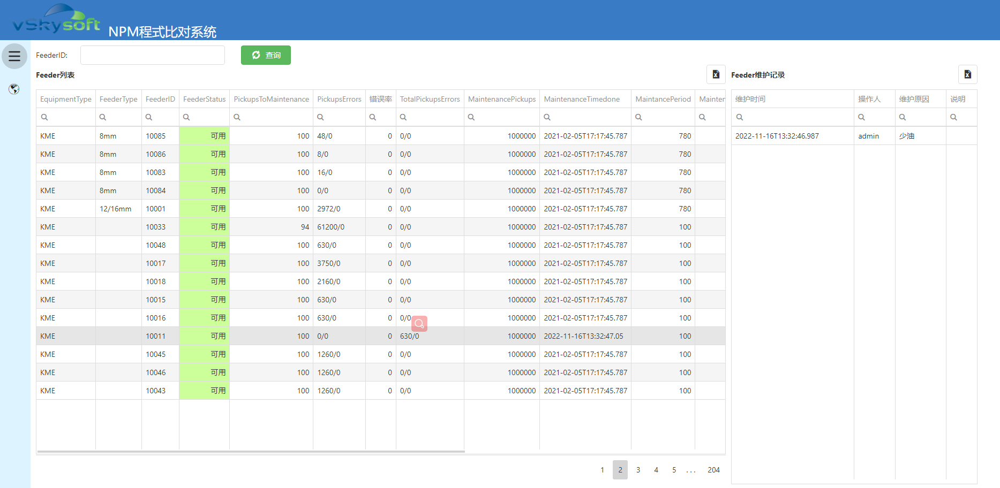 vSkysoft NPM程式比对系统
FeederID: 查询
Feeder列表
EquipmentType FeederType FeederID FeederStatus PickupsToMaintenance PickupsErrors 错误率 TotalPickupsErrors MaintenancePickups MaintenanceTimedone MaintancePeriod Mainter
KME 8mm 10085 可用 100 48/0 0 0/0 1000000 2021-02-05T17:17:45.787 780
KME 8mm 10086 可用 100 8/0 0 0/0 1000000 2021-02-05T17:17:45.787 780
KME 8mm 10083 可用 100 16/0 0 0/0 1000000 2021-02-05T17:17:45.787 780
KME 8mm 10084 可用 100 0/0 0 0/0 1000000 2021-02-05T17:17:45.787 780
KME 12/16mm 10001 可用 100 2972/0 0 0/0 1000000 2021-02-05T17:17:45.787 780
KME 10033 可用 94 61200/0 0 0/0 1000000 2021-02-05T17:17:45.787 100
KME 10048 可用 100 630/0 0 0/0 1000000 2021-02-05T17:17:45.787 100
KME 10017 可用 100 3750/0 0 0/0 1000000 2021-02-05T17:17:45.787 100
KME 10018 可用 100 2160/0 0 0/0 1000000 2021-02-05T17:17:45.787 100
KME 10015 可用 100 630/0 0 0/0 1000000 2021-02-05T17:17:45.787 100
KME 10016 可用 100 630/0 0 0/0 1000000 2021-02-05T17:17:45.787 100
KME 10011 可用 100 0/0 0 630/0 1000000 2022-11-16T13:32:47.05 100
KME 10045 可用 100 1260/0 0 0/0 1000000 2021-02-05T17:17:45.787 100
KME 10046 可用 100 1260/0 0 0/0 1000000 2021-02-05T17:17:45.787 100
KME 10043 可用 100 1260/0 0 0/0 1000000 2021-02-05T17:17:45.787 100
1 2 3 4 5 ... 204
Feeder维护记录
维护时间 操作人 维护原因 说明
2022-11-16T13:32:46.987 admin 少油